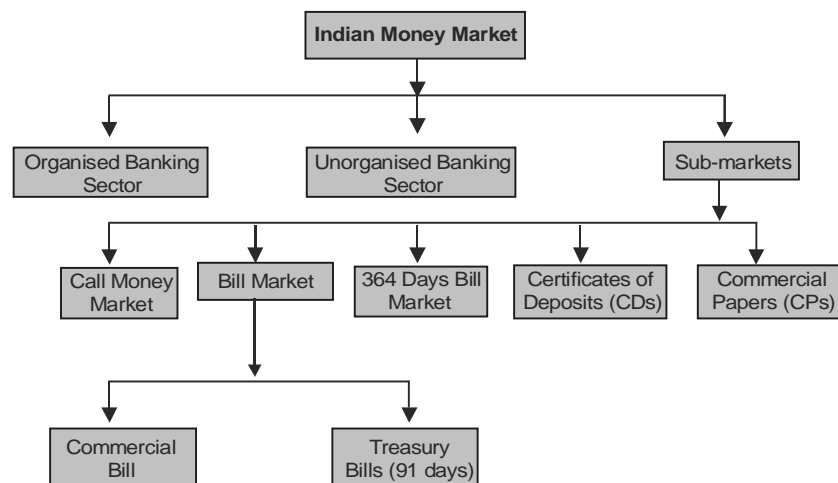 Indian Money Market
Organised Banking
Sector
Unorganised Banking
Sector
Sub-markets
Call Money
Market
Bill Market
364 Days Bill
Market
Certificates of
Deposits (CDs)
Commercial
Papers (CPs)
Commercial
Bill
Treasury
Bills (91 days)